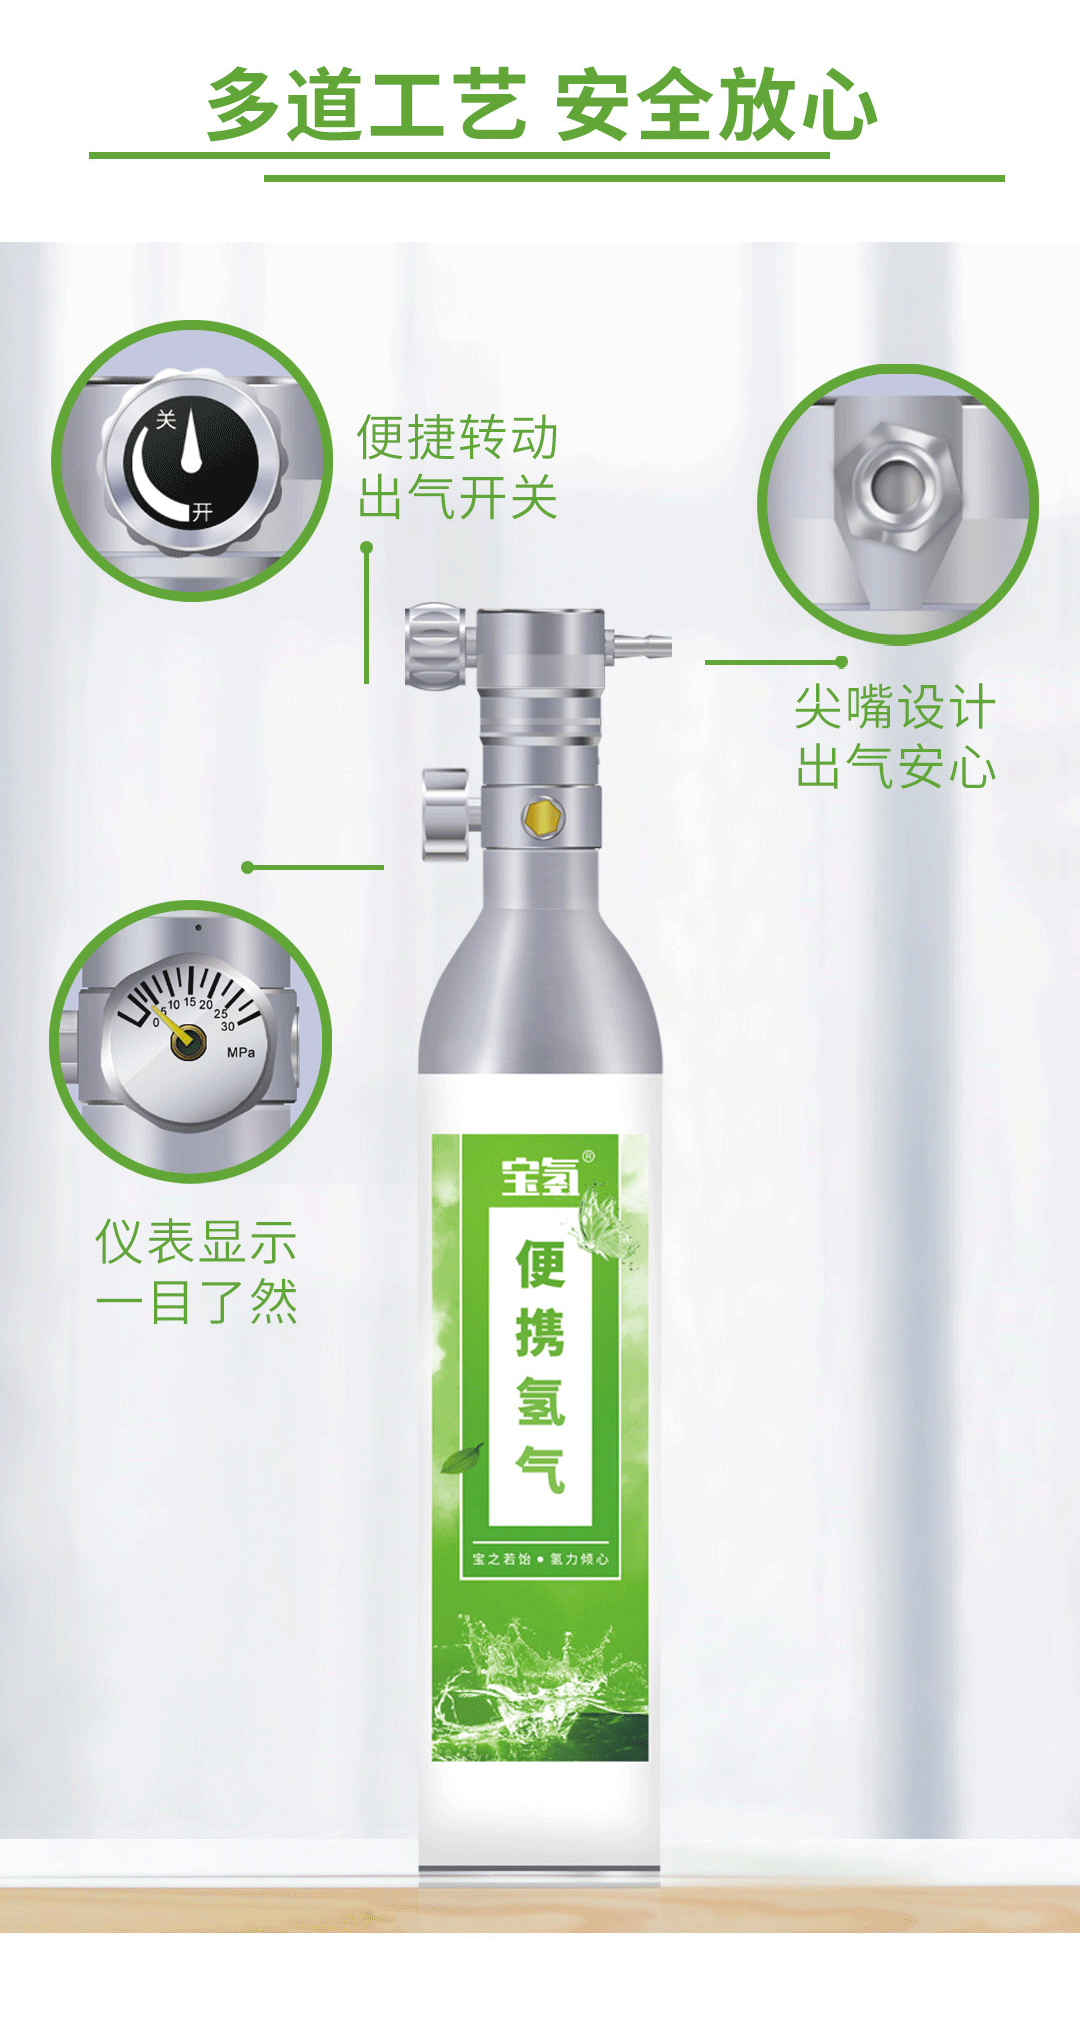 多道工艺 安全放心
关
开
便捷转动
出气开关
尖嘴设计
出气安心
0 5 10 15 20 25 30
MPa
仪表显示
一目了然
宝氢®
便携氢气
宝之若饴●氢力倾心